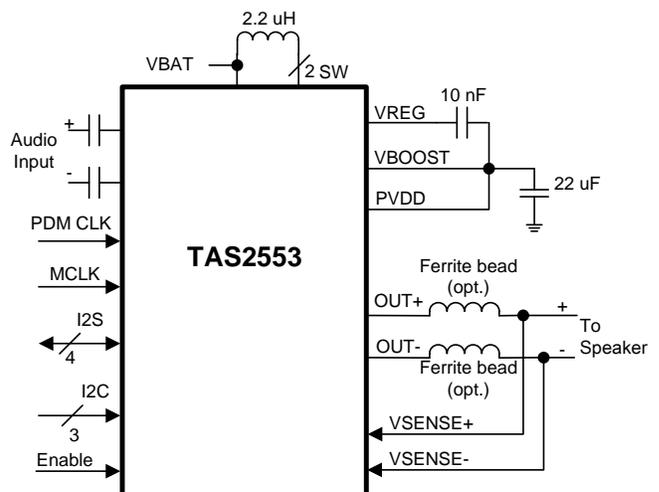 2.2 uH
VBAT
2 SW
10 nF
VREG
+
Audio
Input
-
VBOOST
22 uF
PVDD
PDM CLK
TAS2553
MCLK
Ferrite bead
(opt.)
OUT+
+
I2S
4
To
Speaker
OUT-
-
Ferrite bead
(opt.)
I2C
3
VSENSE+
Enable
VSENSE-